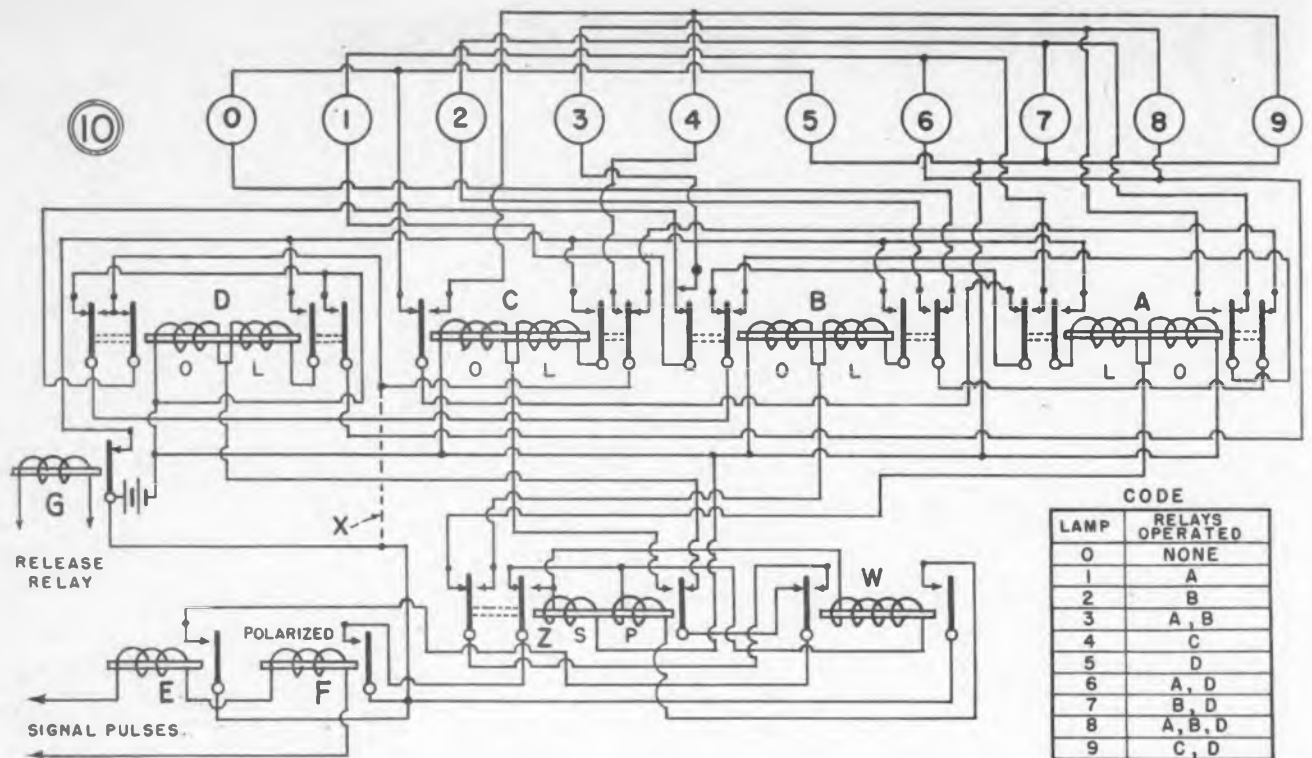 10
0 1 2 3 4 5 6 7 8 9
D C B A
O L O L O L L O
G
RELEASE
RELAY
X
W
Z S P
POLARIZED
E F
SIGNAL PULSES
CODE
LAMP RELAYS OPERATED
0 NONE
1 A
2 B
3 A, B
4 C
5 D
6 A, D
7 B, D
8 A, B, D
9 C, D